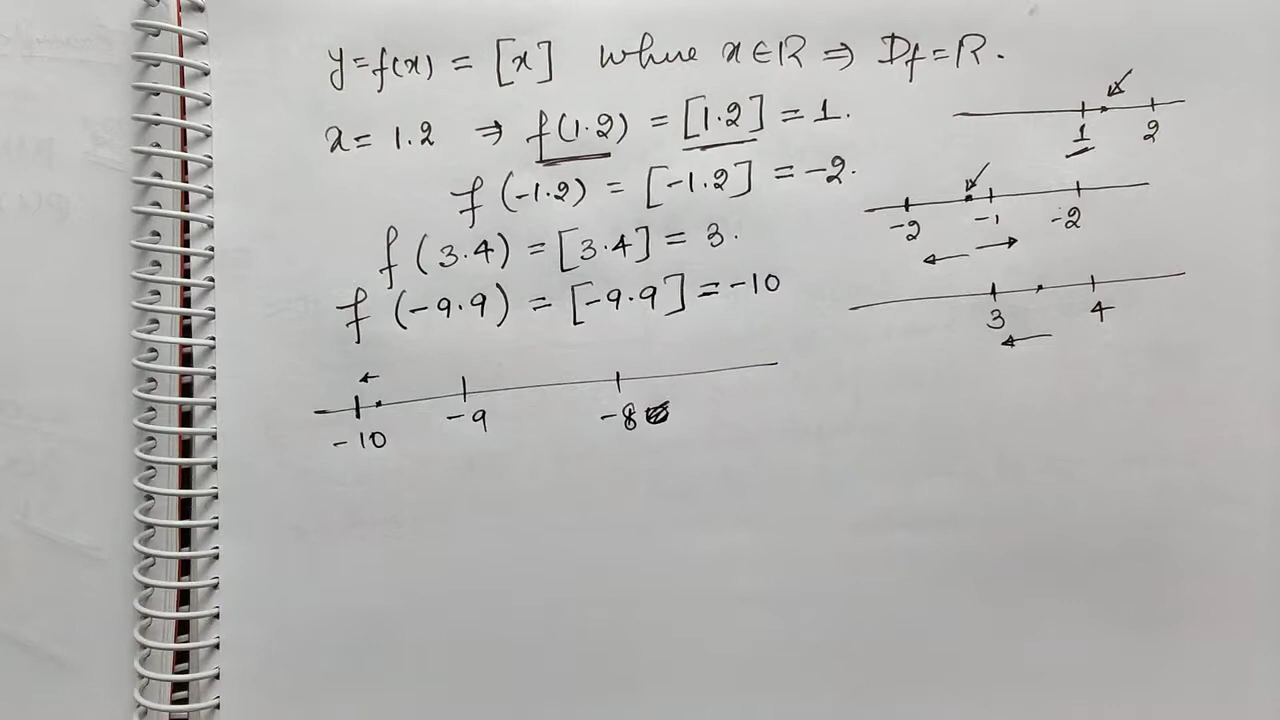 y=f(x) = [x] where x∈R ⇒ Df=R.
x= 1.2 ⇒ f(1.2) = [1.2] = 1.
1 2
f(-1.2) = [-1.2] = -2.
-2 -1 -2
f(3.4) = [3.4] = 3.
f(-9.9) = [-9.9] = -10
3 4
-10 -9 -8